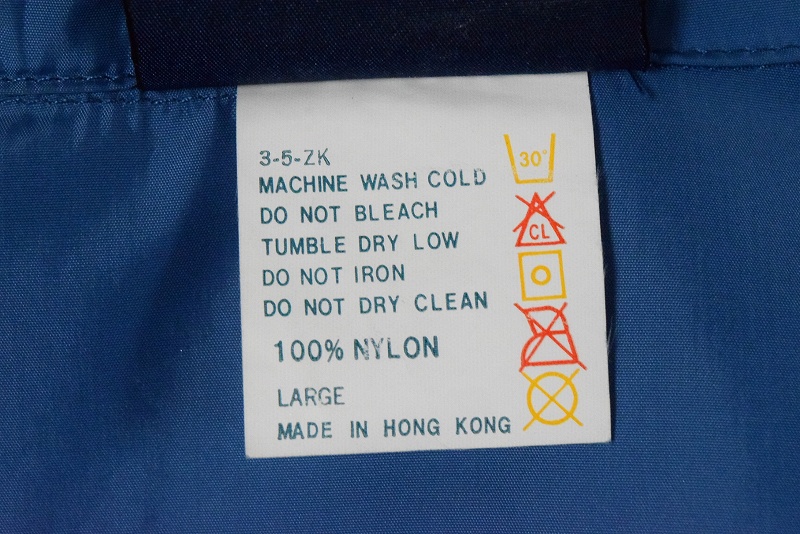 3-5-ZK
MACHINE WASH COLD
30°
DO NOT BLEACH
CL
TUMBLE DRY LOW
DO NOT IRON
DO NOT DRY CLEAN
100% NYLON
LARGE
MADE IN HONG KONG